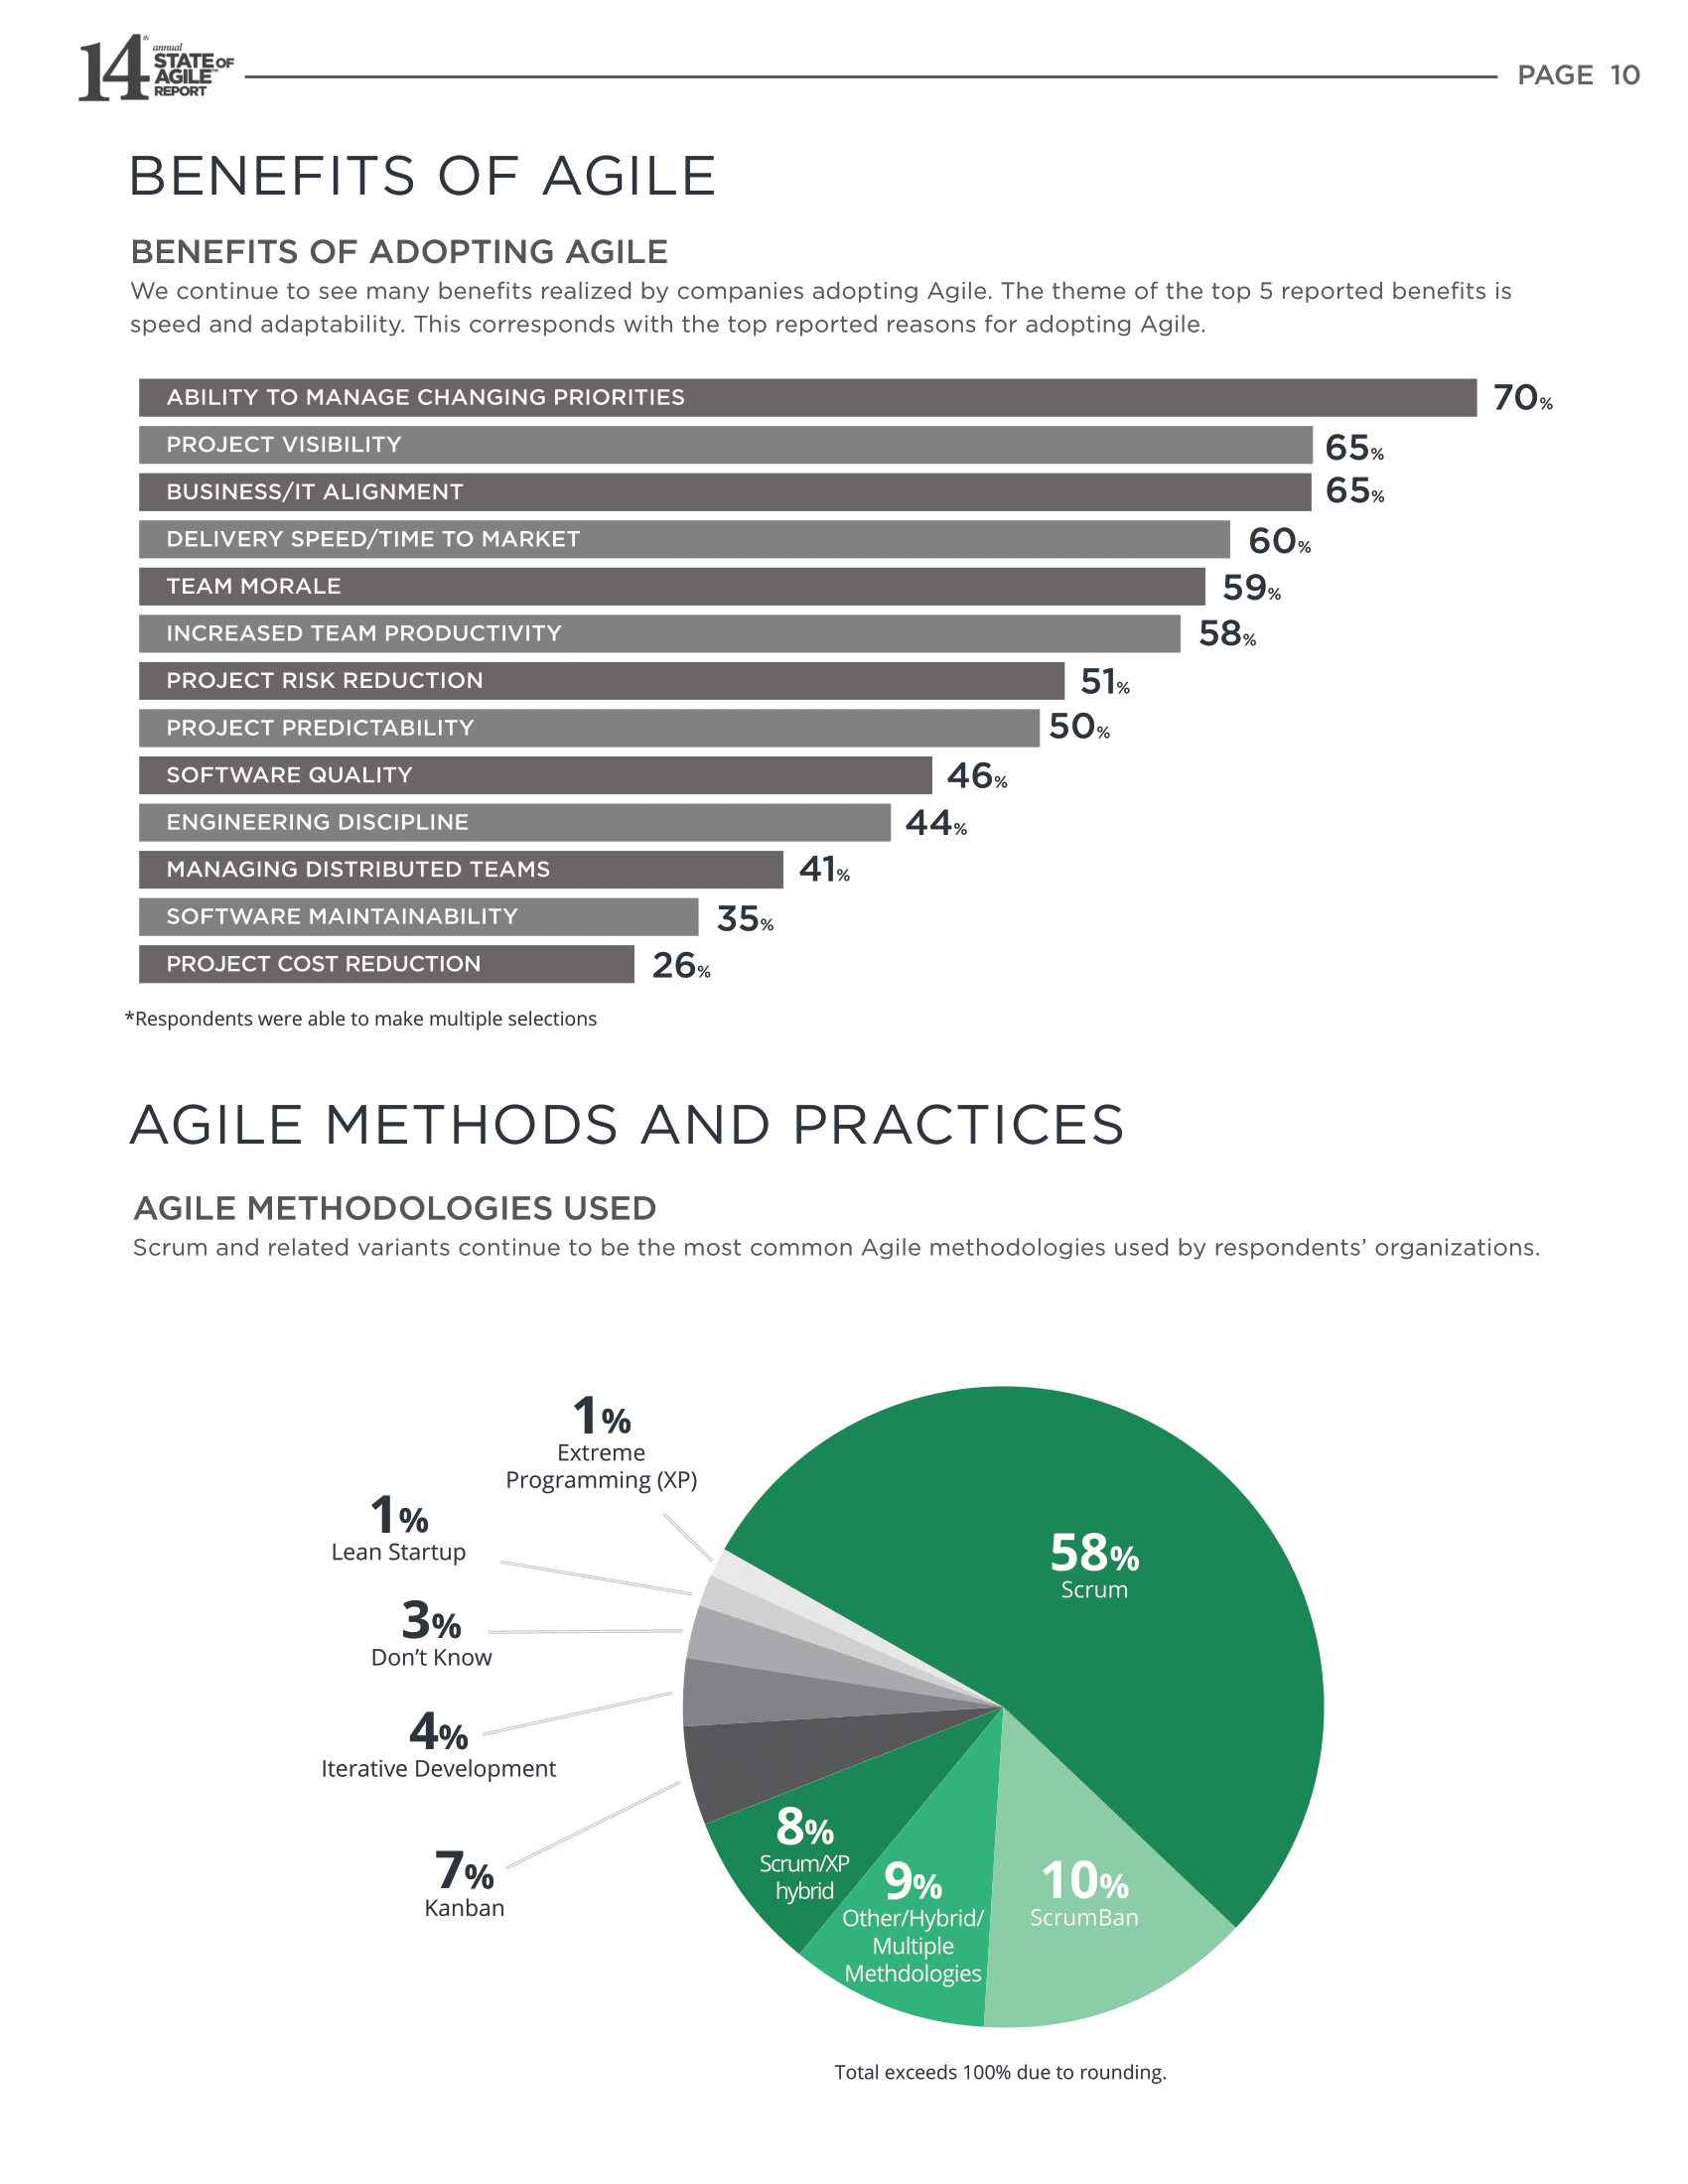 14th annual
STATE OF
AGILE™
REPORT
PAGE 10
BENEFITS OF AGILE
BENEFITS OF ADOPTING AGILE
We continue to see many benefits realized by companies adopting Agile. The theme of the top 5 reported benefits is
speed and adaptability. This corresponds with the top reported reasons for adopting Agile.
ABILITY TO MANAGE CHANGING PRIORITIES 70%
PROJECT VISIBILITY 65%
BUSINESS/IT ALIGNMENT 65%
DELIVERY SPEED/TIME TO MARKET 60%
TEAM MORALE 59%
INCREASED TEAM PRODUCTIVITY 58%
PROJECT RISK REDUCTION 51%
PROJECT PREDICTABILITY 50%
SOFTWARE QUALITY 46%
ENGINEERING DISCIPLINE 44%
MANAGING DISTRIBUTED TEAMS 41%
SOFTWARE MAINTAINABILITY 35%
PROJECT COST REDUCTION 26%
*Respondents were able to make multiple selections
AGILE METHODS AND PRACTICES
AGILE METHODOLOGIES USED
Scrum and related variants continue to be the most common Agile methodologies used by respondents’ organizations.
1%
Extreme
Programming (XP)
1%
Lean Startup
3%
Don’t Know
4%
Iterative Development
7%
Kanban
58%
Scrum
8%
Scrum/XP
hybrid
9%
Other/Hybrid/
Multiple
Methdologies
10%
ScrumBan
Total exceeds 100% due to rounding.